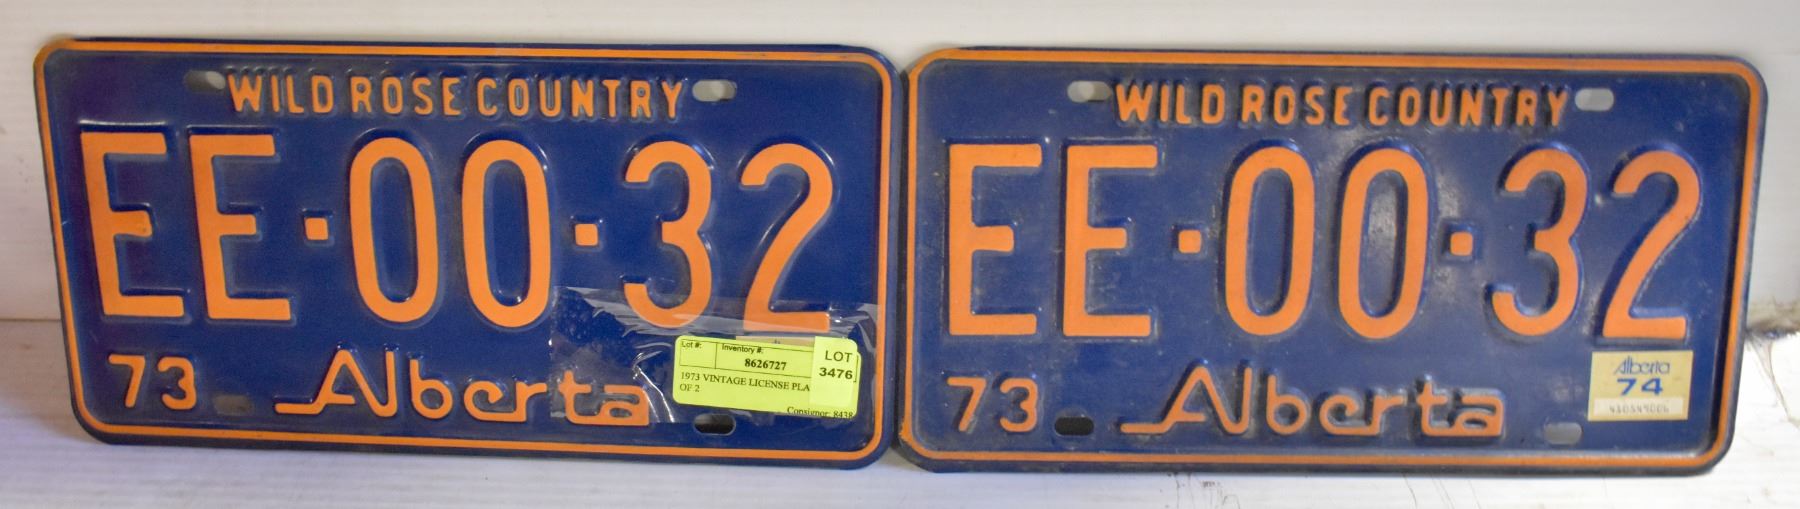 WILD ROSE COUNTRY
EE·00·32
73 Alberta
Lot #: Inventory #:
8626727
LOT
3476
1973 VINTAGE LICENSE PLA
OF 2
Consignor: 8438
WILD ROSE COUNTRY
EE·00·32
73 Alberta
Alberta
74